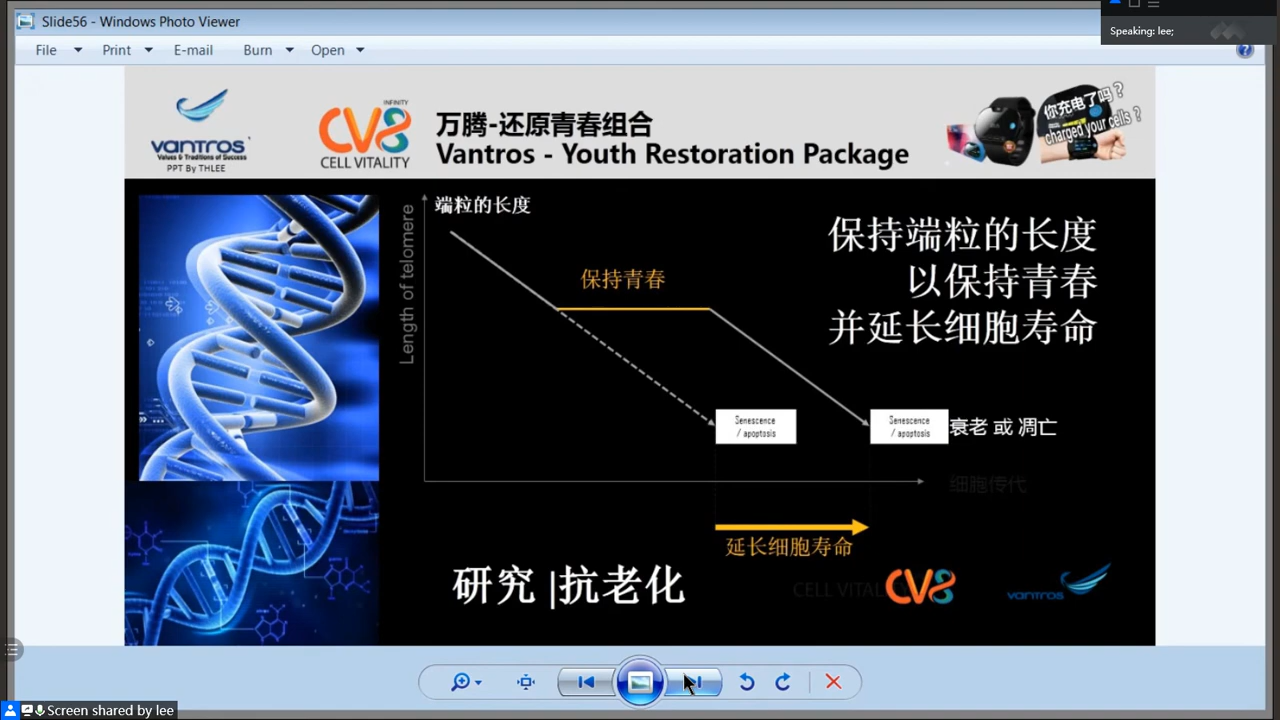 Slide56 - Windows Photo Viewer
Speaking: lee;
File Print E-mail Burn Open
vantros
Values & Traditions of Success
PPT By THLEE
INFINITY
CV8
CELL VITALITY
万腾-还原青春组合
Vantros - Youth Restoration Package
你充电了吗？
charged your cells ?
Length of telomere
端粒的长度
保持青春
保持端粒的长度
以保持青春
并延长细胞寿命
Senescence
/ apoptosis
Senescence
/ apoptosis
衰老 或 凋亡
细胞传代
延长细胞寿命
研究 |抗老化
CELL VITAL
CV8
vantros
Screen shared by lee